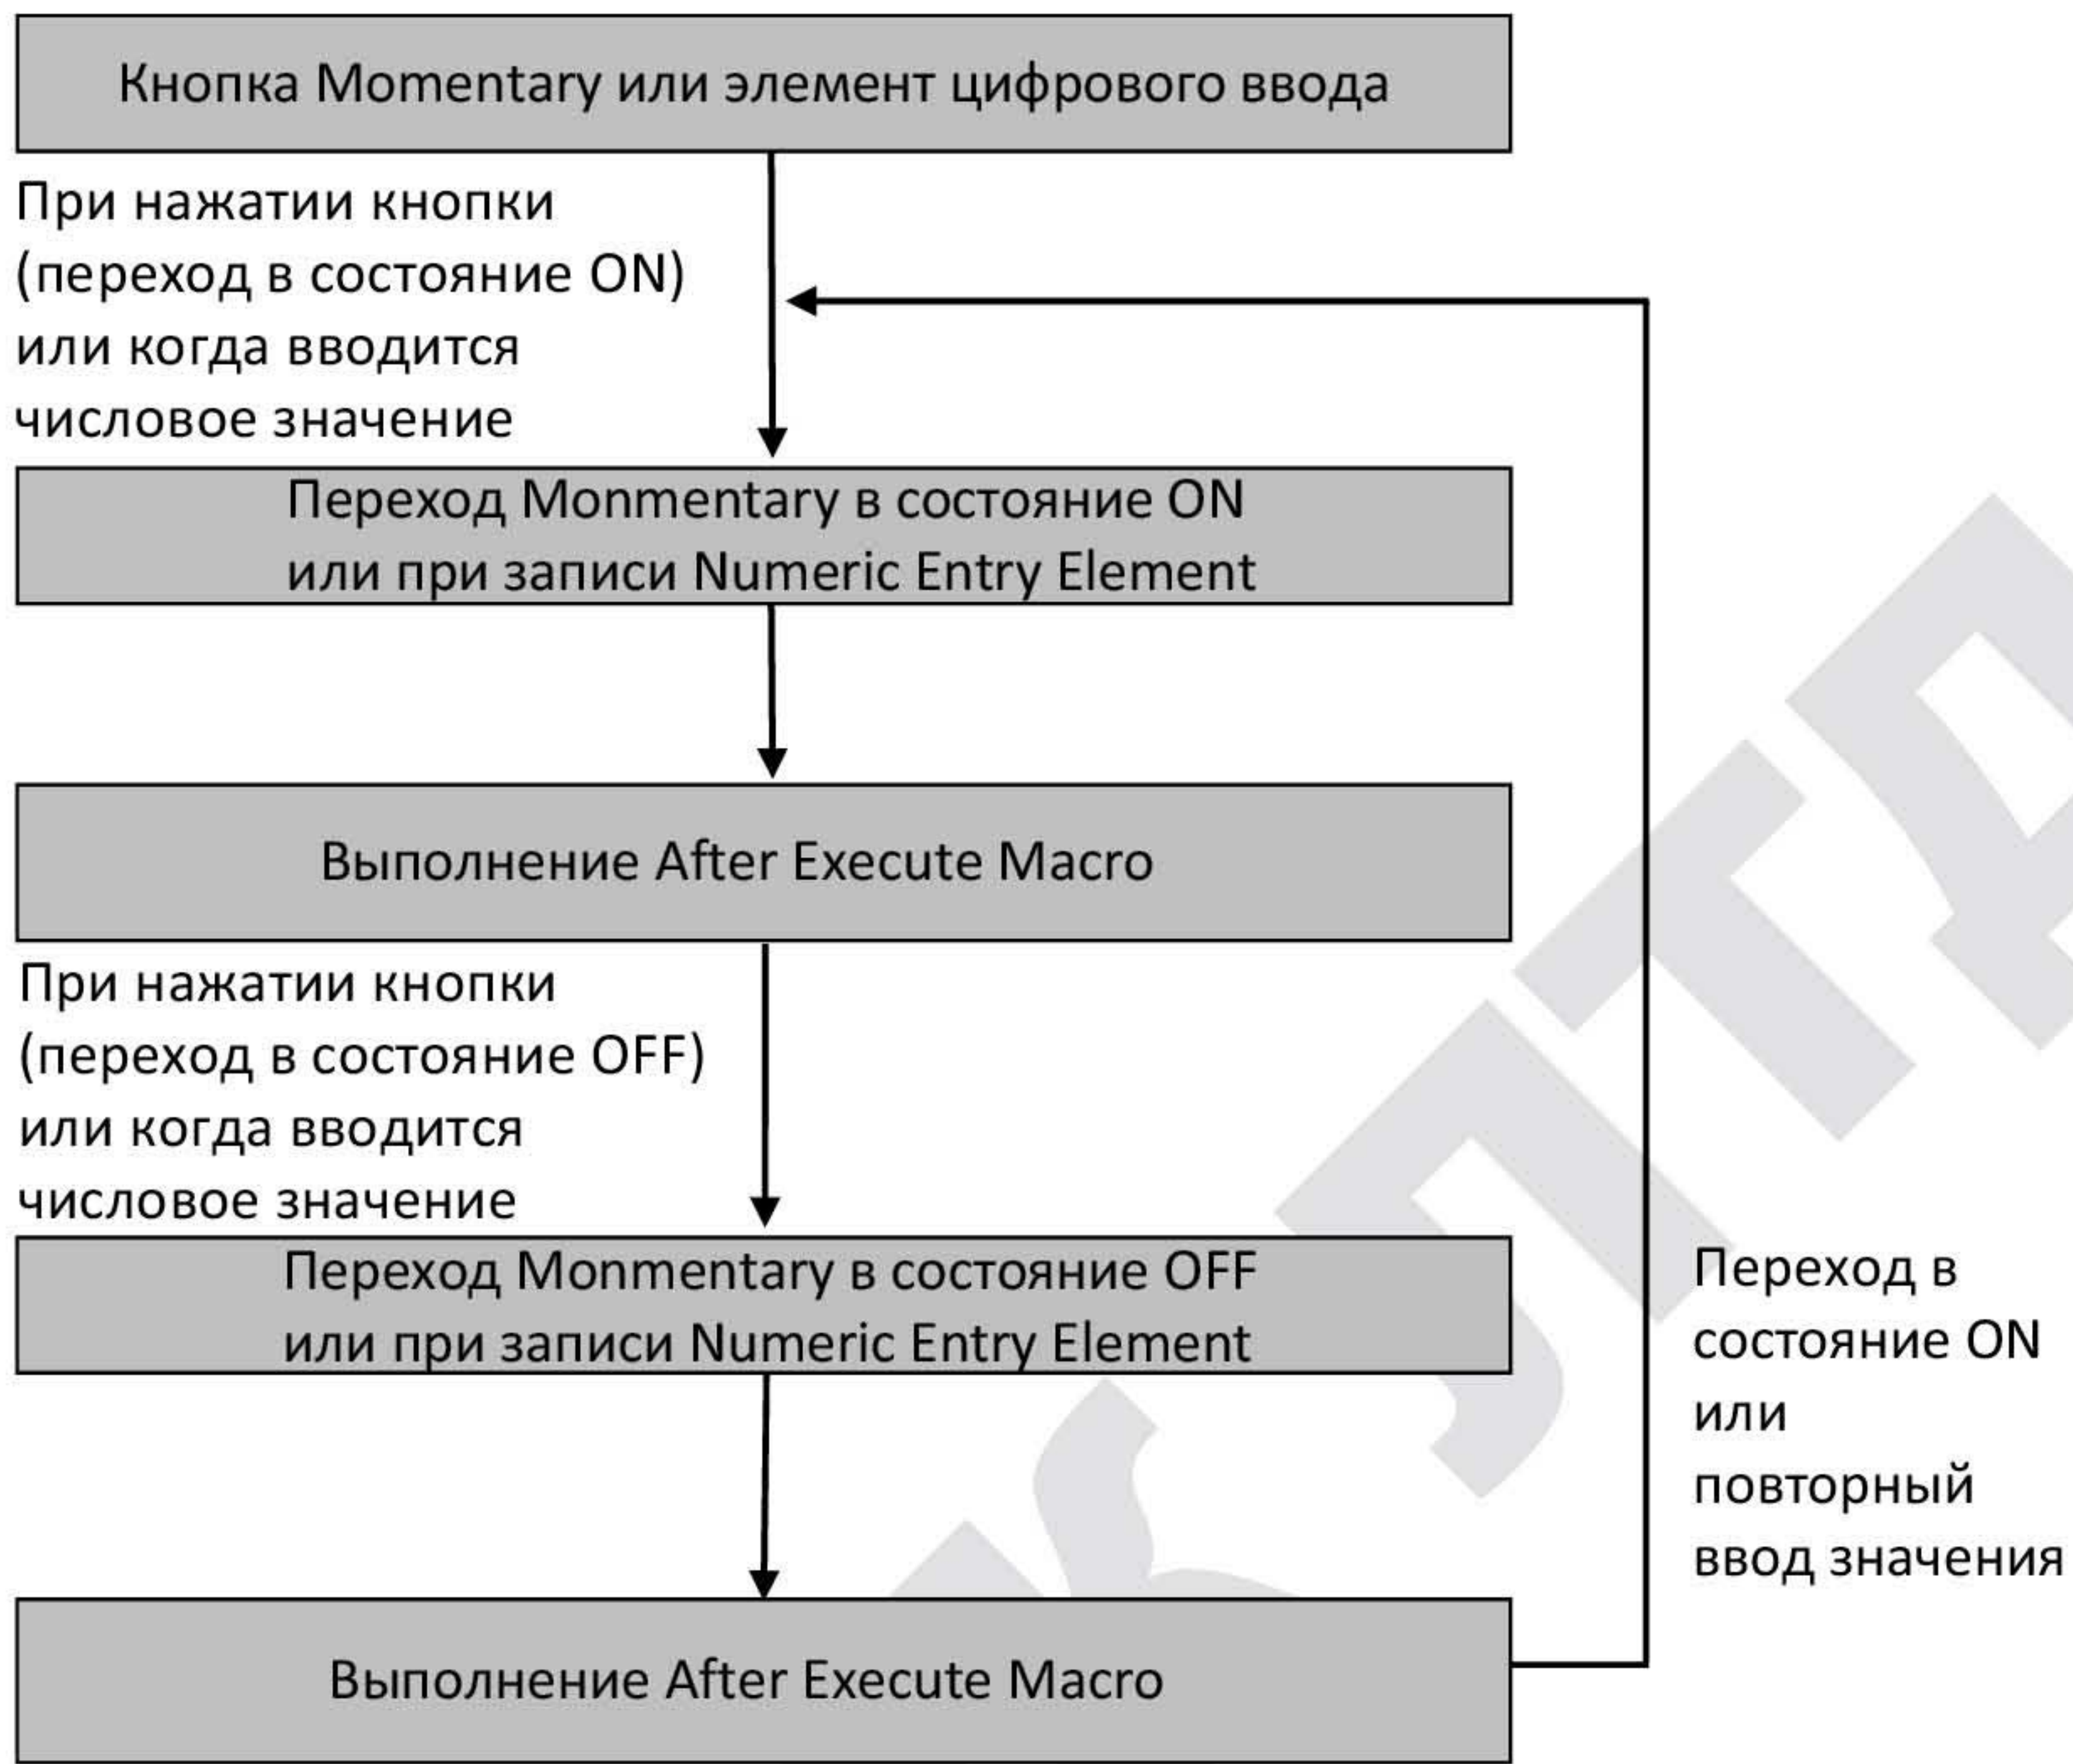 Кнопка Momentary или элемент цифрового ввода
При нажатии кнопки
(переход в состояние ON)
или когда вводится
числовое значение
Переход Monmentary в состояние ON
или при записи Numeric Entry Element
Выполнение After Execute Macro
При нажатии кнопки
(переход в состояние OFF)
или когда вводится
числовое значение
Переход Monmentary в состояние OFF
или при записи Numeric Entry Element
Переход в
состояние ON
или
повторный
ввод значения
Выполнение After Execute Macro